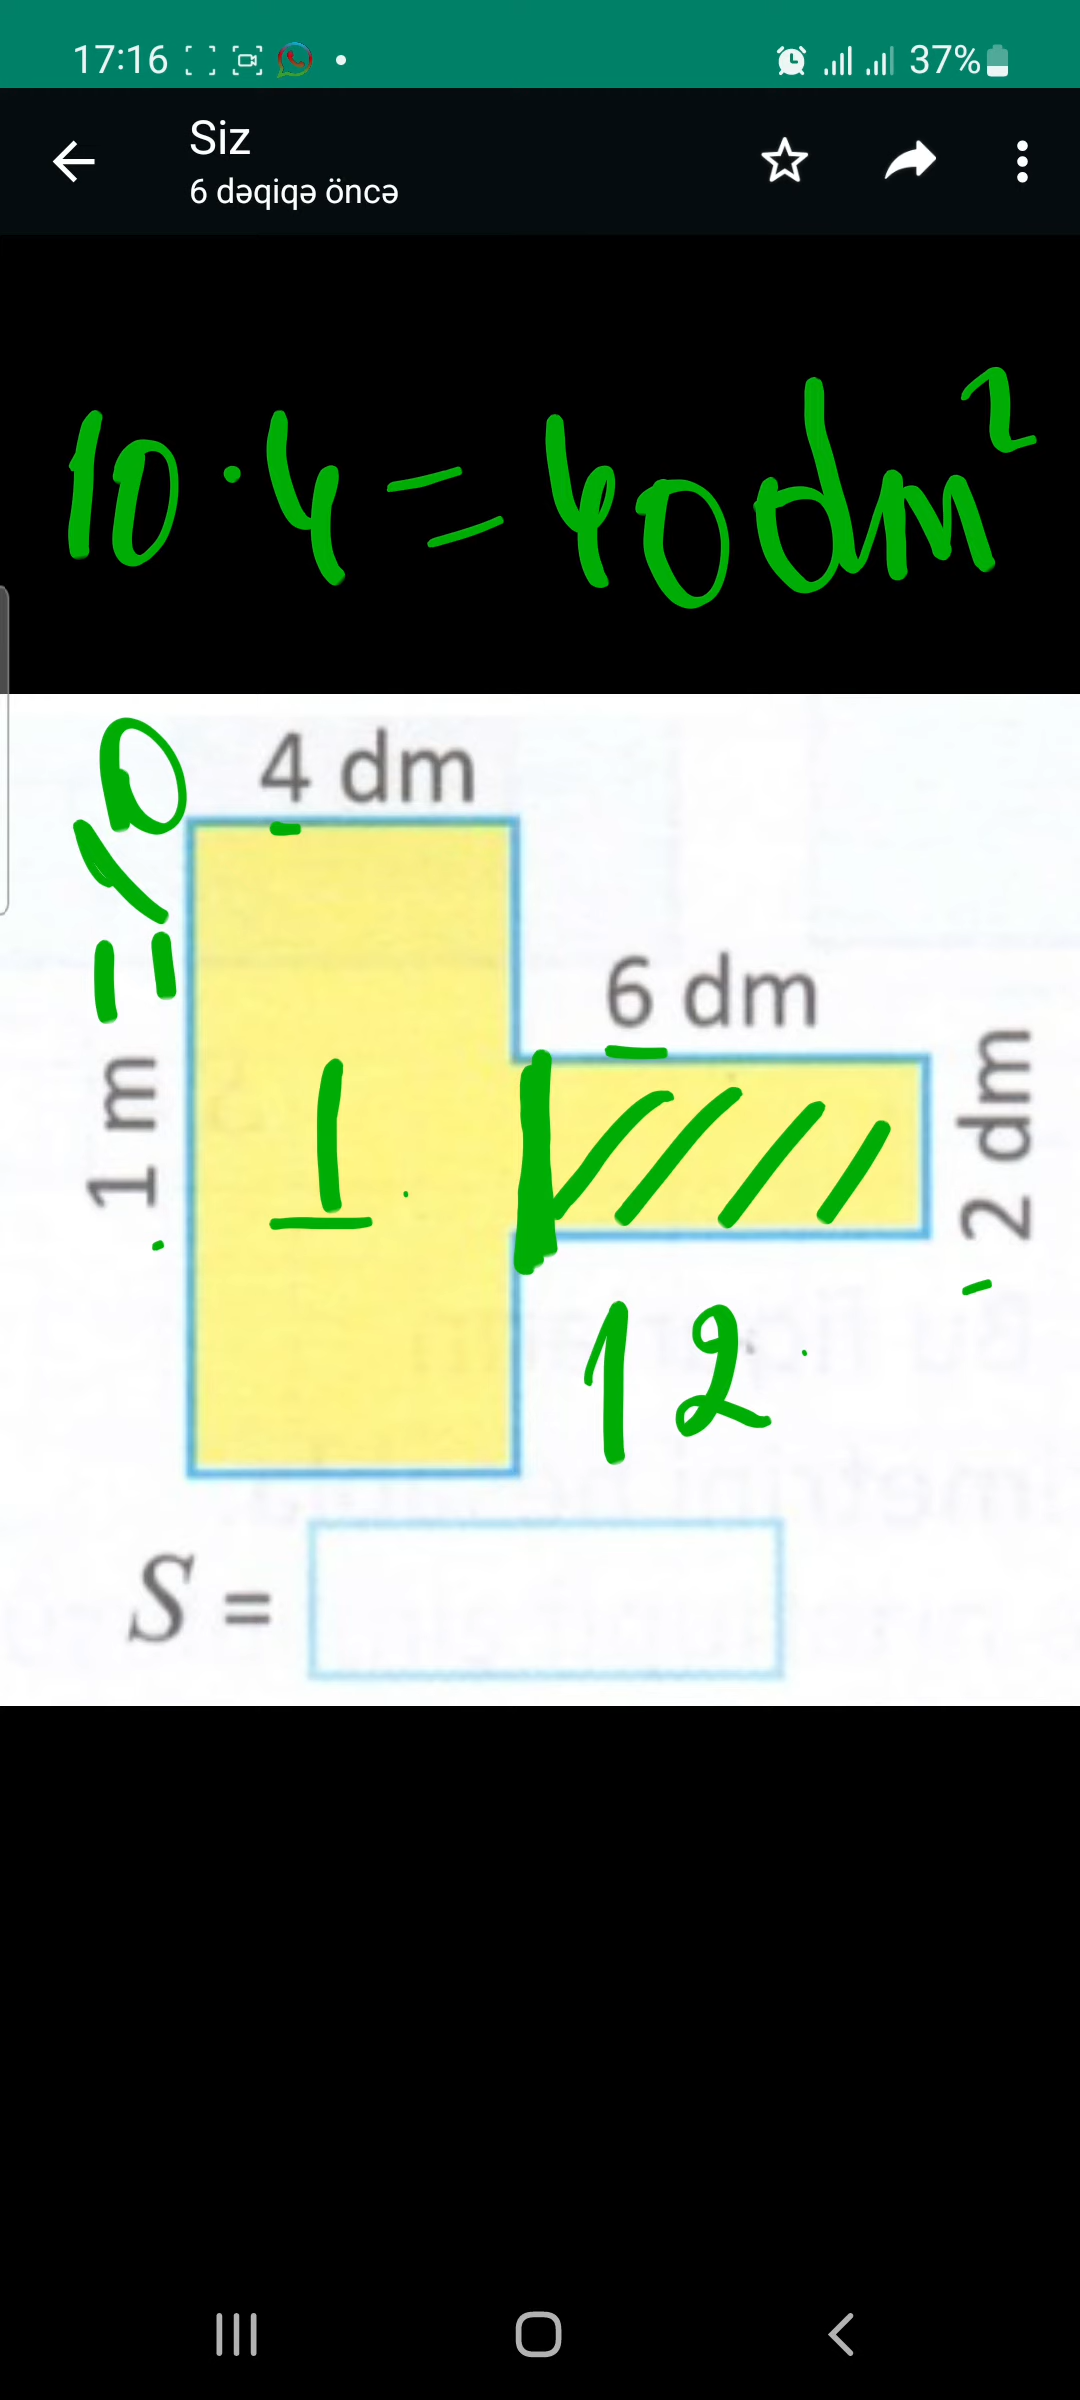 17:16 37%
Siz
6 dəqiqə öncə
10·4=40dm²
4 dm
=10
1 m
6 dm
2 dm
1
12
S =